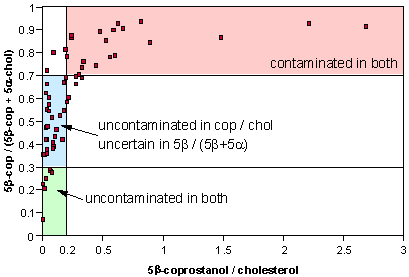 1
0.9
0.8
0.7
0.6
0.5
0.4
0.3
0.2
0.1
0
5β-cop / (5β-cop + 5α-chol)
contaminated in both
uncontaminated in cop / chol
uncertain in 5β / (5β+5α)
uncontaminated in both
0 0.2 0.5 1 1.5 2 2.5 3
5β-coprostanol / cholesterol